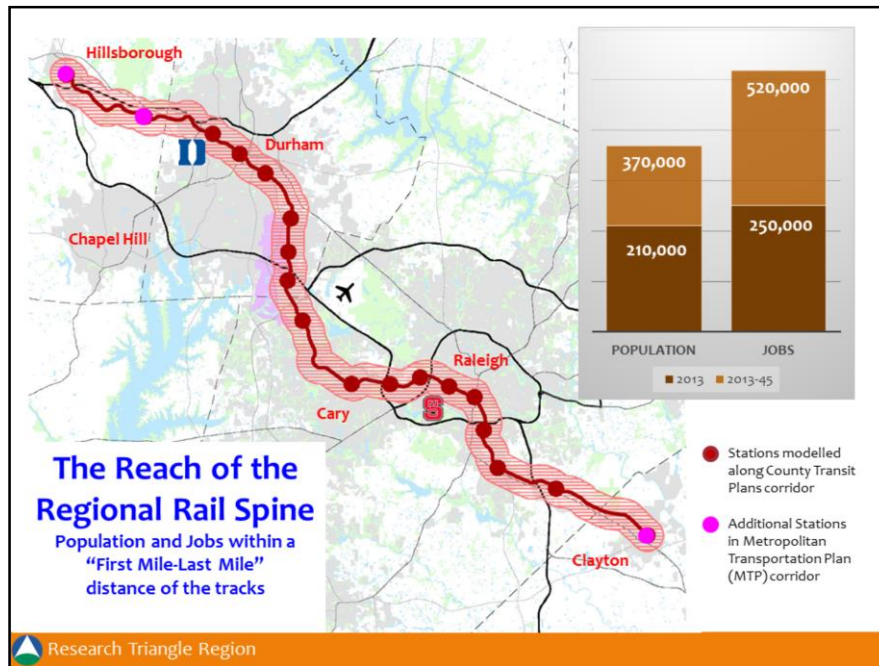 Hillsborough
Durham
Chapel Hill
Raleigh
Cary
Clayton
520,000
370,000
250,000
210,000
POPULATION JOBS
2013 2013-45
The Reach of the
Regional Rail Spine
Population and Jobs within a
“First Mile-Last Mile”
distance of the tracks
Stations modelled
along County Transit
Plans corridor
Additional Stations
in Metropolitan
Transportation Plan
(MTP) corridor
Research Triangle Region